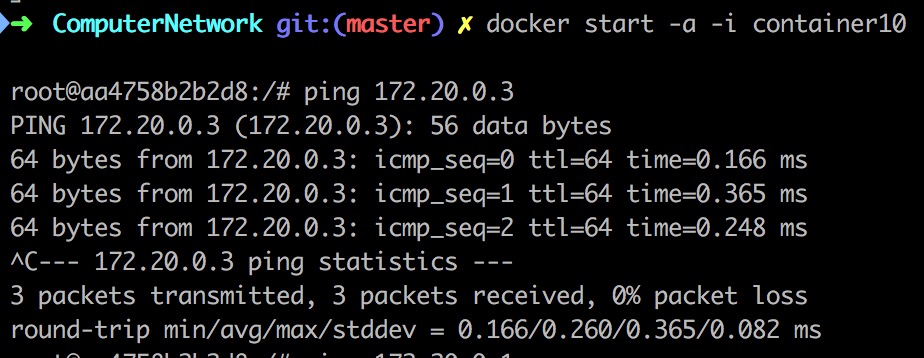 ➜ ComputerNetwork git:(master) ✗ docker start -a -i container10
root@aa4758b2b2d8:/# ping 172.20.0.3
PING 172.20.0.3 (172.20.0.3): 56 data bytes
64 bytes from 172.20.0.3: icmp_seq=0 ttl=64 time=0.166 ms
64 bytes from 172.20.0.3: icmp_seq=1 ttl=64 time=0.365 ms
64 bytes from 172.20.0.3: icmp_seq=2 ttl=64 time=0.248 ms
^C--- 172.20.0.3 ping statistics ---
3 packets transmitted, 3 packets received, 0% packet loss
round-trip min/avg/max/stddev = 0.166/0.260/0.365/0.082 ms